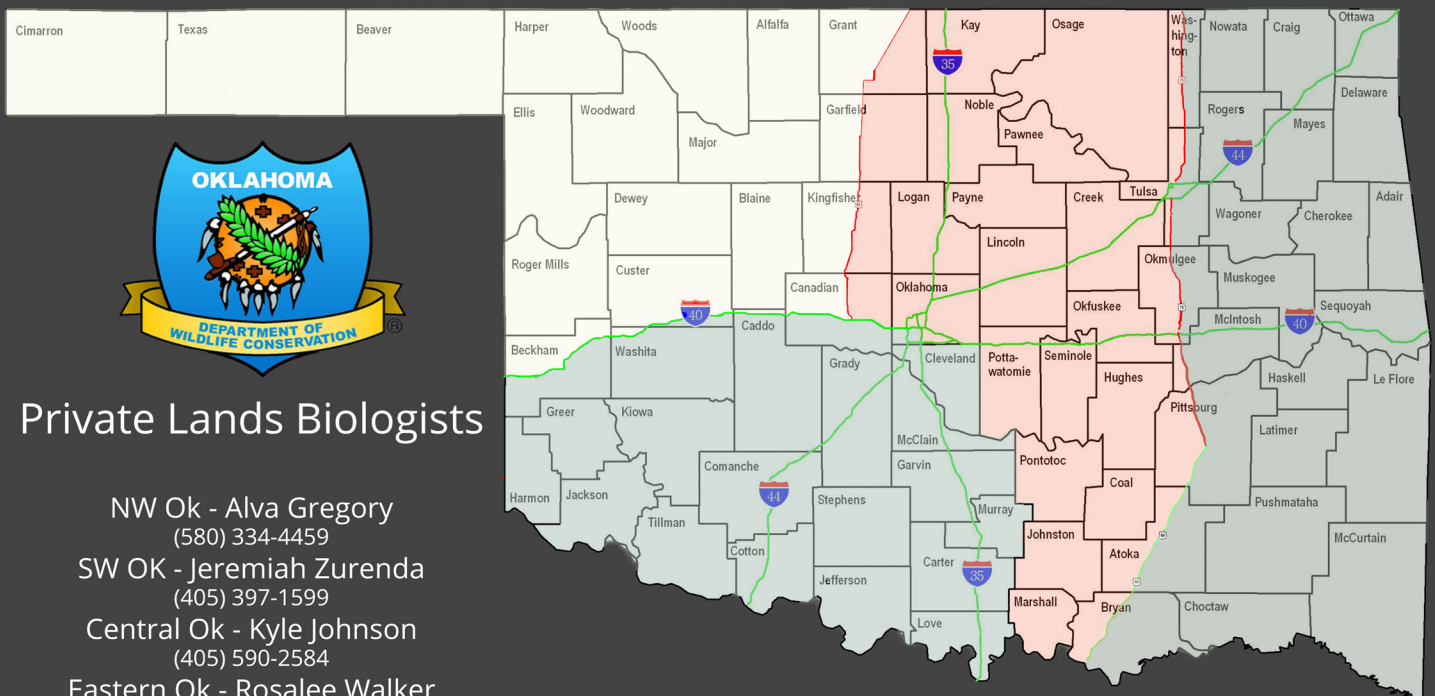 Cimarron
Texas
Beaver
Harper
Woods
Alfalfa
Grant
Kay
Osage
Was-
hing-
ton
Nowata
Craig
Ottawa
35
Ellis
Woodward
Major
Garfield
Noble
Pawnee
Rogers
Mayes
Delaware
44
OKLAHOMA
DEPARTMENT OF
WILDLIFE CONSERVATION
®
Dewey
Blaine
Kingfisher
Logan
Payne
Creek
Tulsa
Wagoner
Cherokee
Adair
Roger Mills
Custer
Canadian
Oklahoma
Lincoln
Okmulgee
Muskogee
Okfuskee
McIntosh
Sequoyah
40
40
Beckham
Washita
Caddo
Grady
Cleveland
Potta-
watomie
Seminole
Hughes
Haskell
Le Flore
Private Lands Biologists
Greer
Kiowa
McClain
Pittsburg
Latimer
Harmon
Jackson
Comanche
Garvin
Pontotoc
Coal
44
Tillman
Stephens
Murray
Pushmataha
Cotton
Johnston
Atoka
McCurtain
Jefferson
Carter
35
Love
Marshall
Bryan
Choctaw
NW Ok - Alva Gregory
(580) 334-4459
SW OK - Jeremiah Zurenda
(405) 397-1599
Central Ok - Kyle Johnson
(405) 590-2584
Eastern Ok - Rosalee Walker